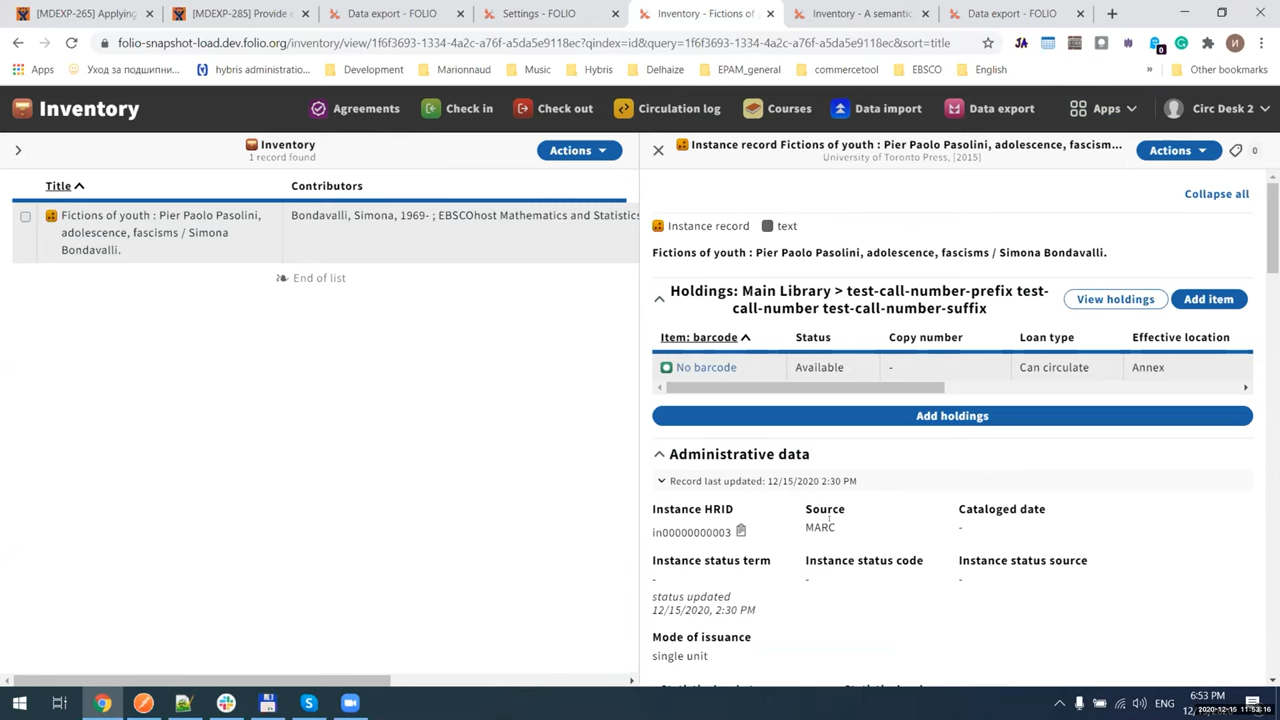 [MDEXP-265] Applying
[MDEXP-285] Provide e
Data export - FOLIO
Settings - FOLIO
Inventory - Fictions of
Inventory - A semantic
Data export - FOLIO
folio-snapshot-load.dev.folio.org/inventory/view/1f6f3693-1334-4a2c-a76f-a5da5e9118ec?qindex=id&query=1f6f3693-1334-4a2c-a76f-a5da5e9118ec&sort=title
Apps
Уход за подшипни...
hybris administratio...
Development
Marionnaud
Music
Hybris
Delhaize
EPAM_general
commercetool
EBSCO
English
Other bookmarks
Inventory
Agreements
Check in
Check out
Circulation log
Courses
Data import
Data export
Apps
Circ Desk 2
Inventory
1 record found
Actions
Title
Contributors
Fictions of youth : Pier Paolo Pasolini,
adolescence, fascisms / Simona
Bondavalli.
Bondavalli, Simona, 1969- ; EBSCOhost Mathematics and Statistics
End of list
Instance record Fictions of youth : Pier Paolo Pasolini, adolescence, fascism...
University of Toronto Press, [2015]
Actions
0
Collapse all
Instance record
text
Fictions of youth : Pier Paolo Pasolini, adolescence, fascisms / Simona Bondavalli.
Holdings: Main Library > test-call-number-prefix test-
call-number test-call-number-suffix
View holdings
Add item
Item: barcode
Status
Copy number
Loan type
Effective location
No barcode
Available
-
Can circulate
Annex
Add holdings
Administrative data
Record last updated: 12/15/2020 2:30 PM
Instance HRID
Source
Cataloged date
in00000000003
MARC
-
Instance status term
Instance status code
Instance status source
-
-
-
status updated
12/15/2020, 2:30 PM
Mode of issuance
single unit
ENG
6:53 PM
2020-12-15 11:53:16